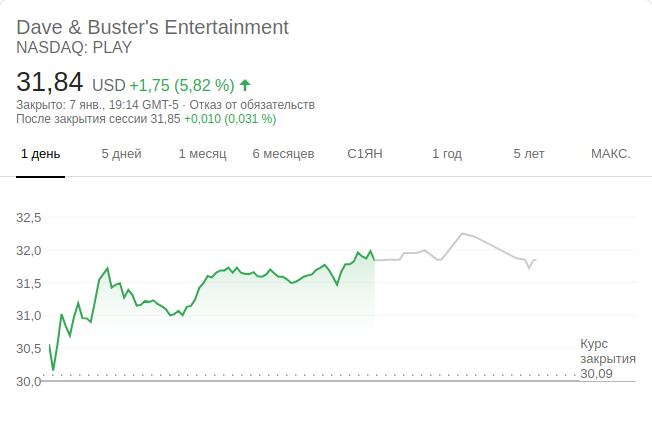 Dave & Buster's Entertainment
NASDAQ: PLAY
31,84 USD +1,75 (5,82 %)
Закрыто: 7 янв., 19:14 GMT-5 · Отказ от обязательств
После закрытия сессии 31,85 +0,010 (0,031 %)
1 день 5 дней 1 месяц 6 месяцев С1ЯН 1 год 5 лет МАКС.
32,5
32,0
31,5
31,0
30,5
30,0
Курс
закрытия
30,09